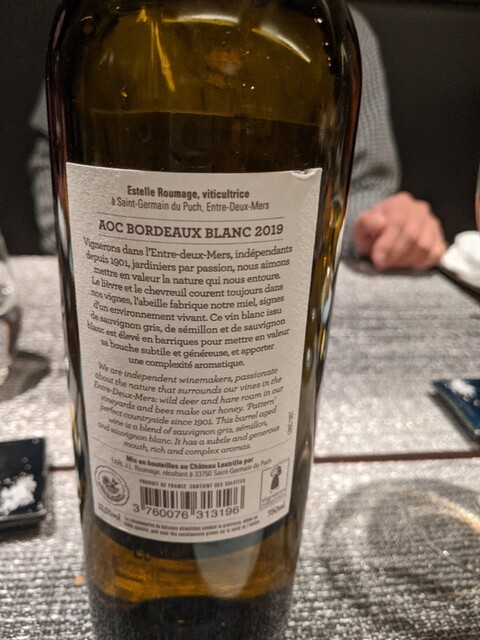 Estelle Roumage, viticultrice
à Saint-Germain du Puch, Entre-Deux-Mers
AOC BORDEAUX BLANC 2019
Vignerons dans l'Entre-deux-Mers, indépendants
depuis 1901, jardiniers par passion, nous aimons
mettre en valeur la nature qui nous entoure.
Le lièvre et le chevreuil courent toujours dans
nos vignes, l'abeille fabrique notre miel, signes
d'un environnement vivant. Ce vin blanc issu
de sauvignon gris, de sémillon et de sauvignon
blanc est élevé en barriques pour mettre en valeur
sa bouche subtile et généreuse, et apporter
une complexité aromatique.
We are independent winemakers, passionate
about the nature that surrounds our vines in the
Entre-Deux-Mers: wild deer and hare roam in our
vineyards and bees make our honey. 'Pattern'
perfect countryside since 1901. This barrel aged
wine is a blend of sauvignon gris, sémillon,
and sauvignon blanc. It has a subtle and generous
mouth, rich and complex aromas.
Mis en bouteilles au Château Lestrille par
EARL J.L. Roumage, récoltant à 33750 Saint-Germain du Puch
PRODUIT DE FRANCE CONTIENT DES SULFITES
3 760076 313196
750ml